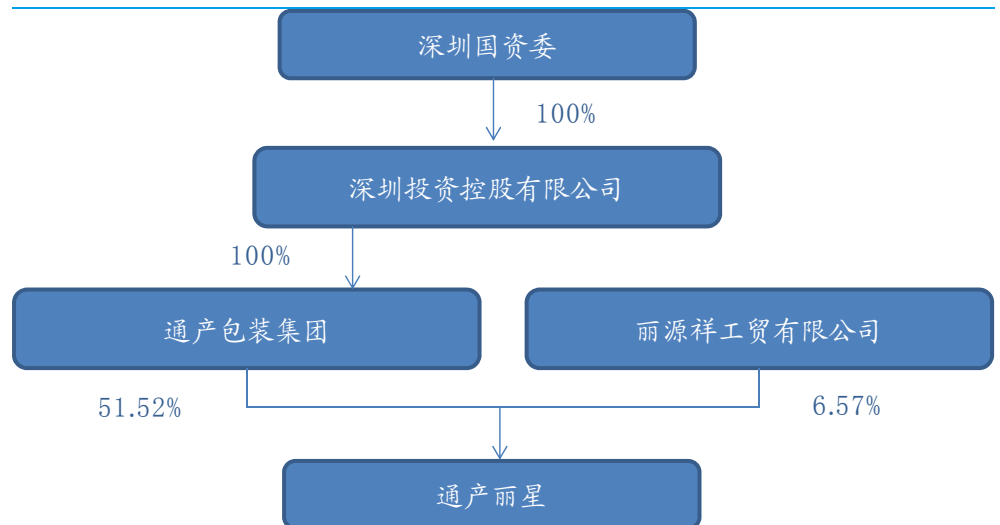 深圳国资委
100%
深圳投资控股有限公司
100%
通产包装集团
丽源祥工贸有限公司
51.52%
6.57%
通产丽星